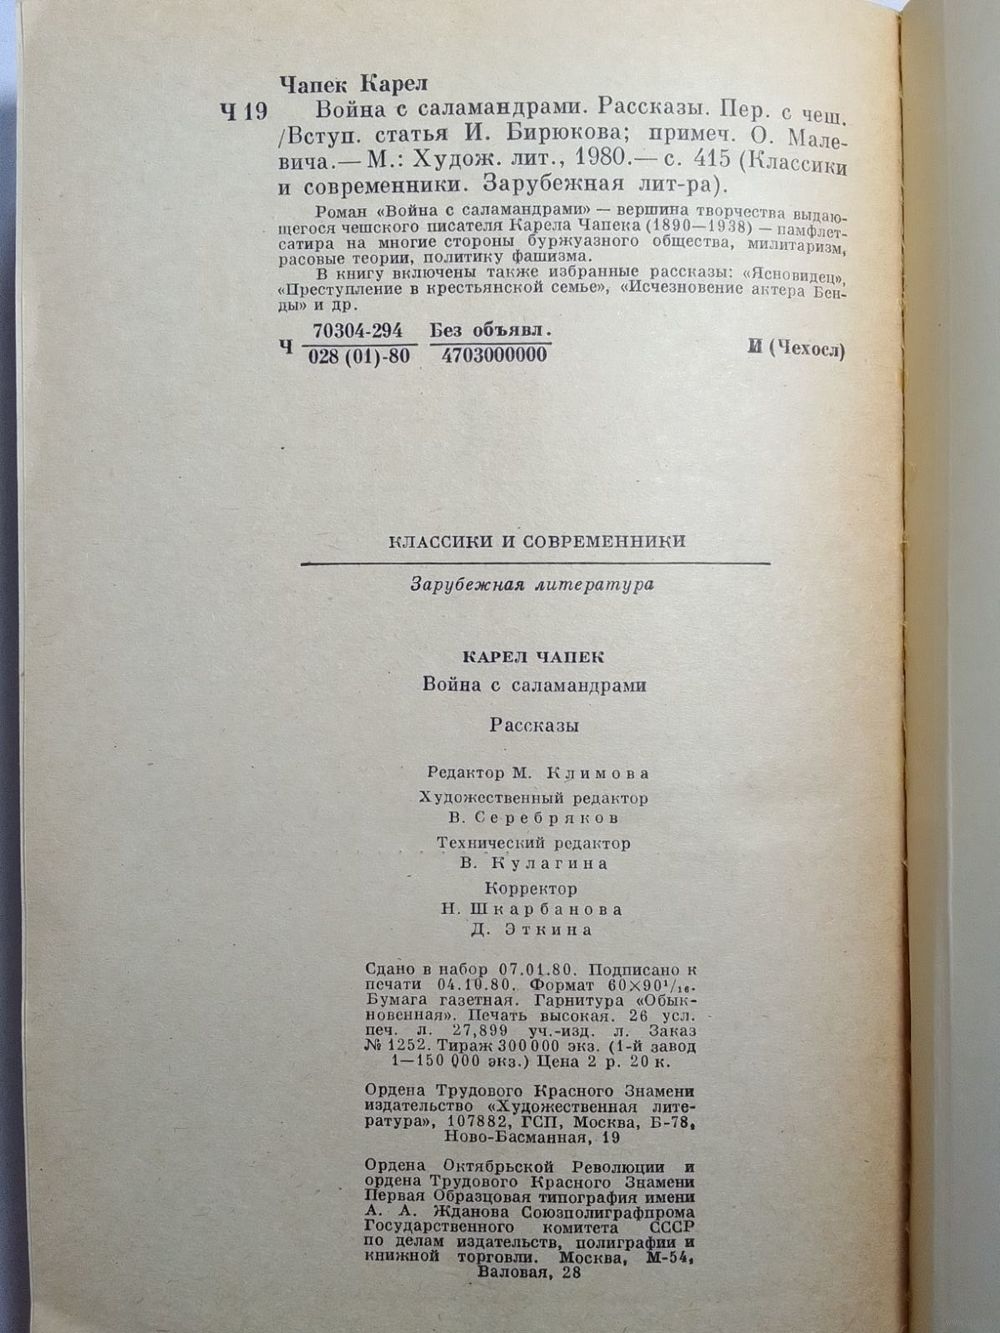 Чапек Карел
Ч 19 Война с саламандрами. Рассказы. Пер. с чеш.
/Вступ. статья И. Бирюкова; примеч. О. Мале-
вича.— М.: Худож. лит., 1980.— с. 415 (Классики
и современники. Зарубежная лит-ра).
Роман «Война с саламандрами» — вершина творчества выдаю-
щегося чешского писателя Карела Чапека (1890—1938) — памфлет-
сатира на многие стороны буржуазного общества, милитаризм,
расовые теории, политику фашизма.
В книгу включены также избранные рассказы: «Ясновидец»,
«Преступление в крестьянской семье», «Исчезновение актера Бен-
ды» и др.
70304-294 Без объявл.
Ч И (Чехосл)
028 (01)-80 4703000000
КЛАССИКИ И СОВРЕМЕННИКИ
Зарубежная литература
КАРЕЛ ЧАПЕК
Война с саламандрами
Рассказы
Редактор М. Климова
Художественный редактор
В. Серебряков
Технический редактор
В. Кулагина
Корректор
Н. Шкарбанова
Д. Эткина
Сдано в набор 07.01.80. Подписано к
печати 04.10.80. Формат 60×90¹/₁₆.
Бумага газетная. Гарнитура «Обык-
новенная». Печать высокая. 26 усл.
печ. л. 27,899 уч.-изд. л. Заказ
№ 1252. Тираж 300 000 экз. (1-й завод
1—150 000 экз.) Цена 2 р. 20 к.
Ордена Трудового Красного Знамени
издательство «Художественная лите-
ратура», 107882, ГСП, Москва, Б-78,
Ново-Басманная, 19
Ордена Октябрьской Революции и
ордена Трудового Красного Знамени
Первая Образцовая типография имени
А. А. Жданова Союзполиграфпрома
Государственного комитета СССР
по делам издательств, полиграфии и
книжной торговли. Москва, М-54,
Валовая, 28